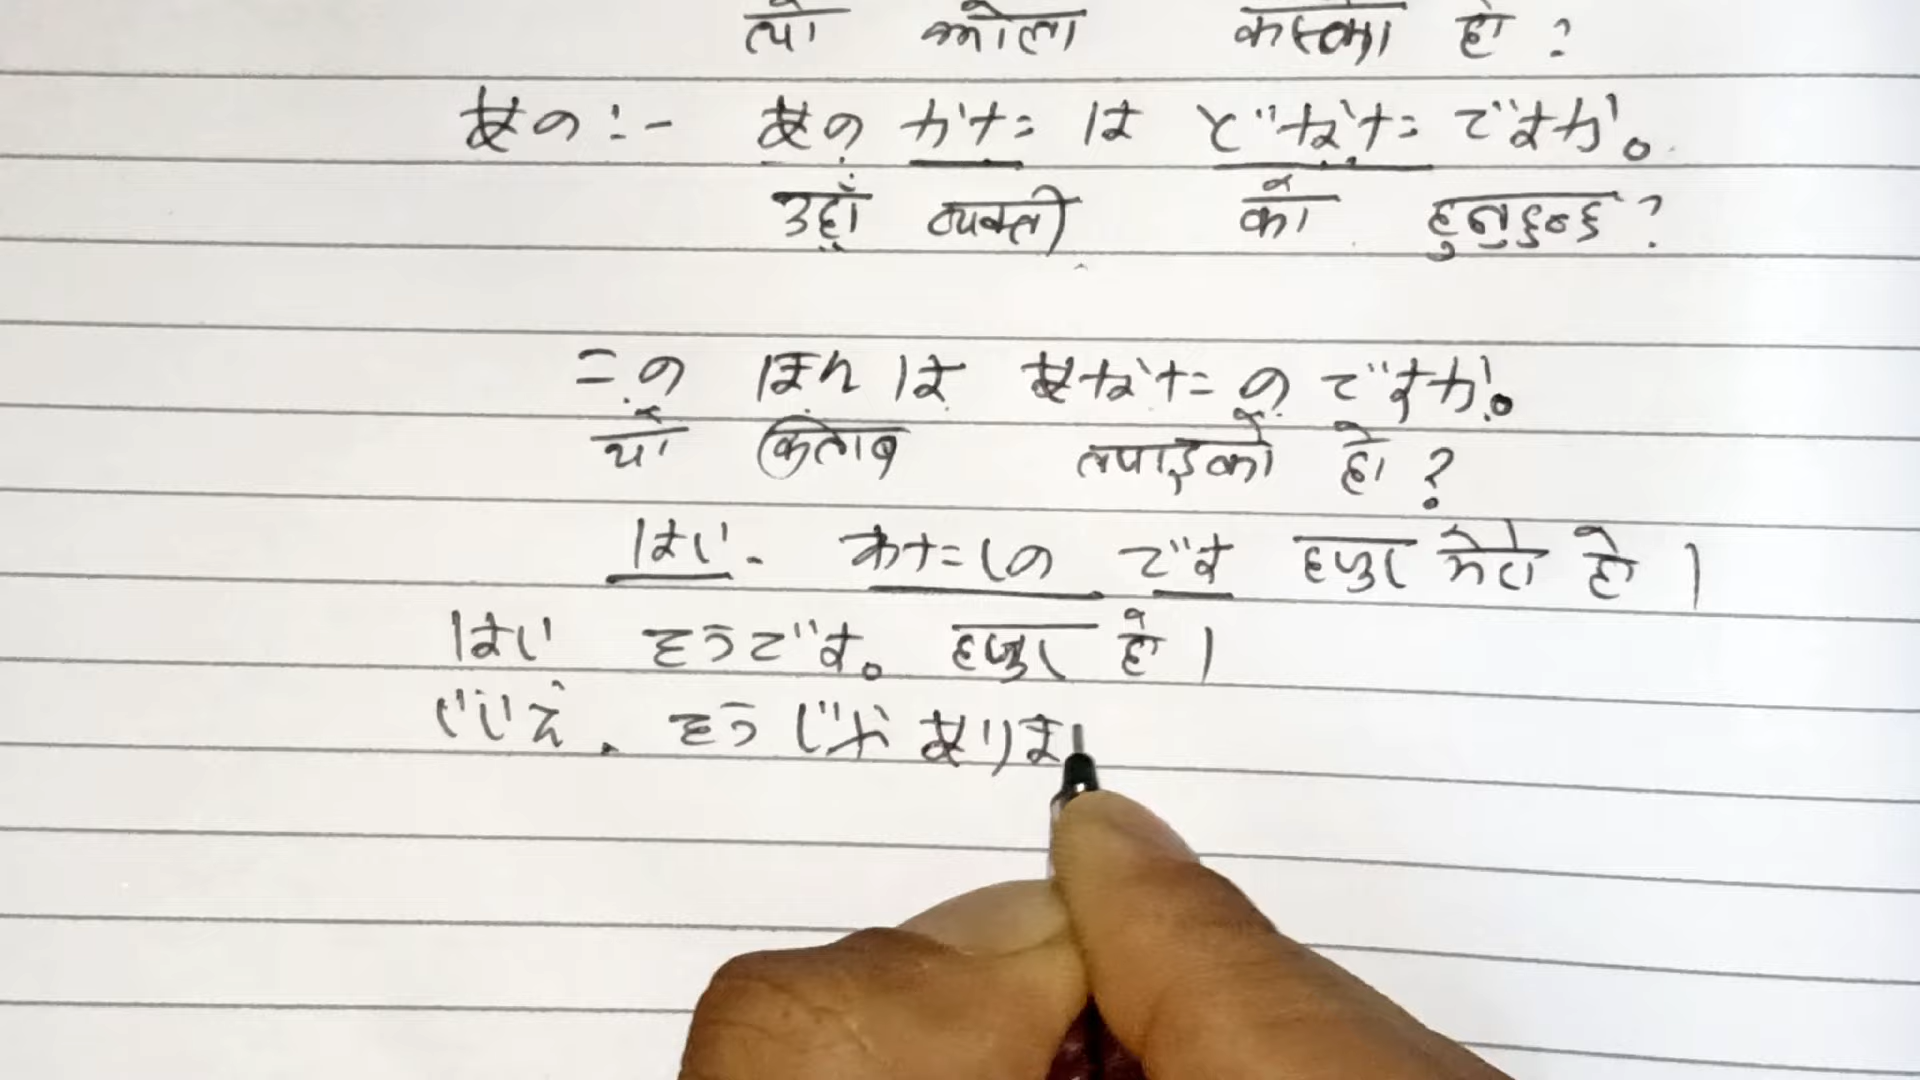 त्यो झोला कस्को हो ?
あの :- あの かた は どなた ですか。
उहाँ व्यक्ती को हुनुहुन्छ ?
この ほん は あなた の ですか。
यो किताब तपाईको हो ?
はい. わたしの です हजुर मेरो हो ।
はい そうです。 हजुर हो ।
いいえ. そう じゃ ありま